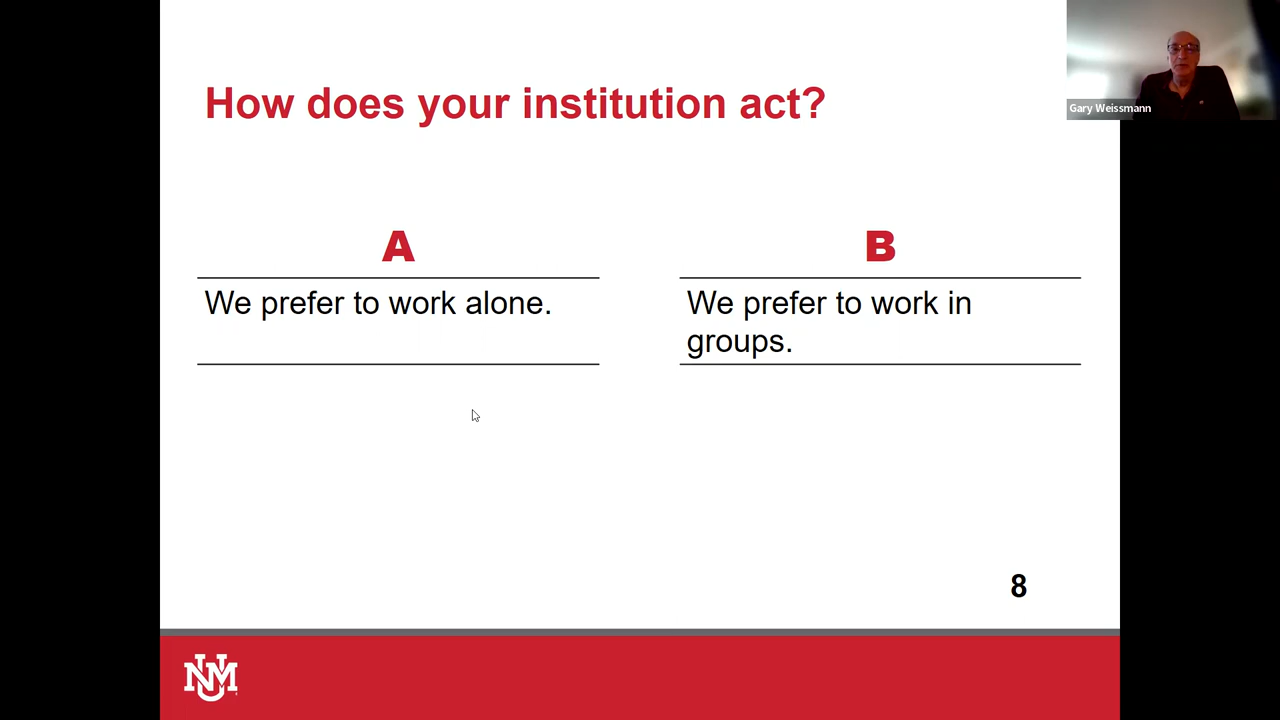 How does your institution act?
Gary Weissmann
A
B
We prefer to work alone.
We prefer to work in
groups.
8
UNM